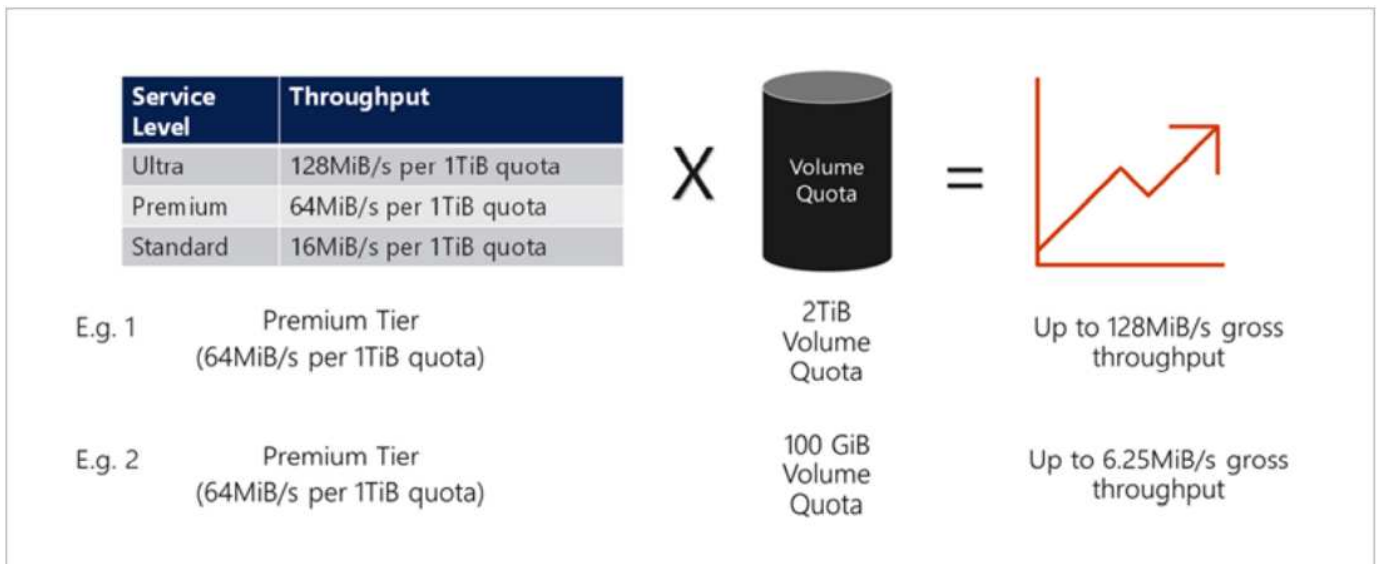 Service Level
Throughput
Ultra
128MiB/s per 1TiB quota
Premium
64MiB/s per 1TiB quota
Standard
16MiB/s per 1TiB quota
X
Volume
Quota
=
E.g. 1
Premium Tier
(64MiB/s per 1TiB quota)
2TiB
Volume
Quota
Up to 128MiB/s gross
throughput
E.g. 2
Premium Tier
(64MiB/s per 1TiB quota)
100 GiB
Volume
Quota
Up to 6.25MiB/s gross
throughput